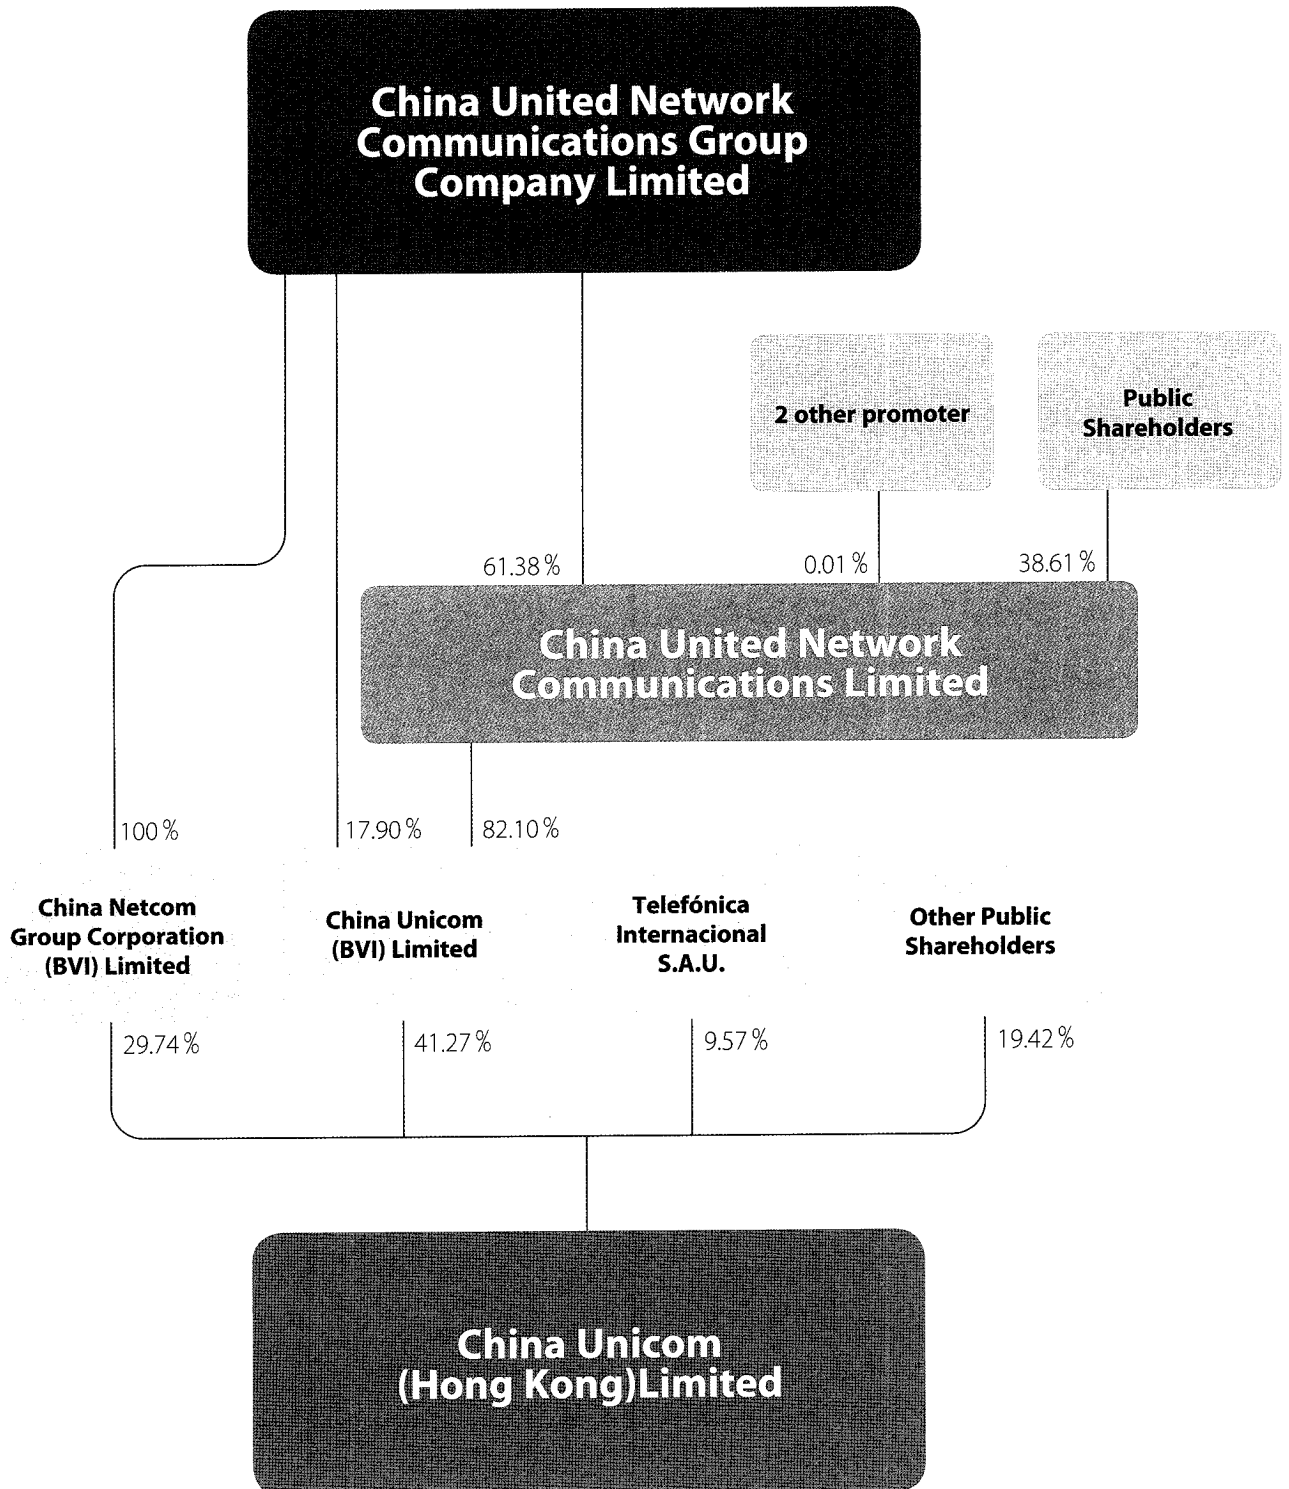 China United Network
Communications Group
Company Limited
2 other promoter
Public
Shareholders
61.38%
0.01%
38.61%
China United Network
Communications Limited
100%
17.90%
82.10%
China Netcom
Group Corporation
(BVI) Limited
China Unicom
(BVI) Limited
Telefónica
Internacional
S.A.U.
Other Public
Shareholders
29.74%
41.27%
9.57%
19.42%
China Unicom
(Hong Kong)Limited